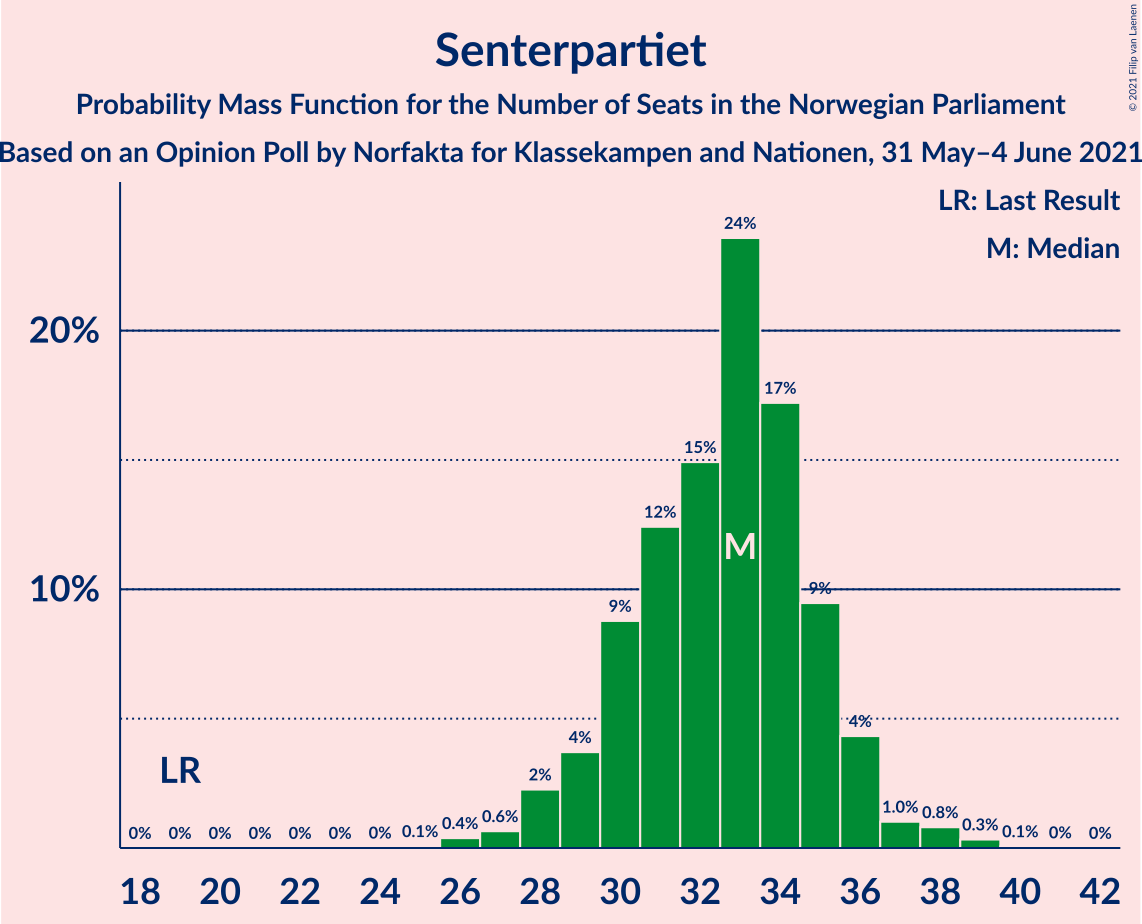 Senterpartiet
Probability Mass Function for the Number of Seats in the Norwegian Parliament
Based on an Opinion Poll by Norfakta for Klassekampen and Nationen, 31 May–4 June 2021
© 2021 Filip van Laenen
LR: Last Result
M: Median
20%
10%
LR
M
0% 0% 0% 0% 0% 0% 0% 0.1% 0.4% 0.6% 2% 4% 9% 12% 15% 24% 17% 9% 4% 1.0% 0.8% 0.3% 0.1% 0% 0%
18 20 22 24 26 28 30 32 34 36 38 40 42